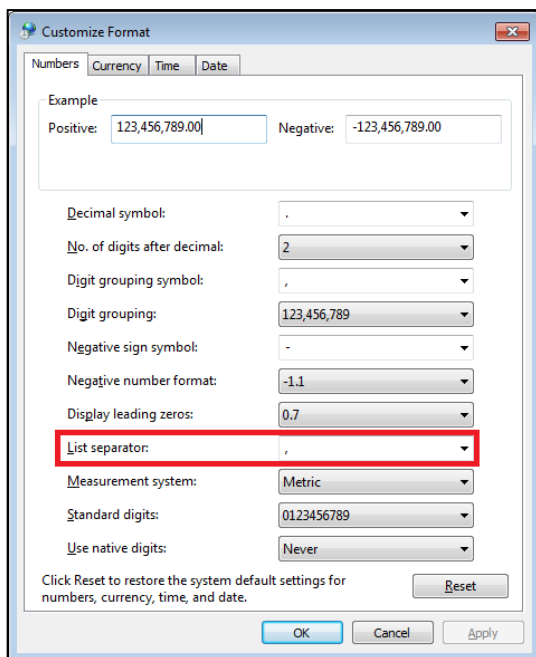 Customize Format
Numbers Currency Time Date
Example
Positive: 123,456,789.00 Negative: -123,456,789.00
Decimal symbol: .
No. of digits after decimal: 2
Digit grouping symbol: ,
Digit grouping: 123,456,789
Negative sign symbol: -
Negative number format: -1.1
Display leading zeros: 0.7
List separator: ,
Measurement system: Metric
Standard digits: 0123456789
Use native digits: Never
Click Reset to restore the system default settings for
numbers, currency, time, and date. Reset
OK Cancel Apply